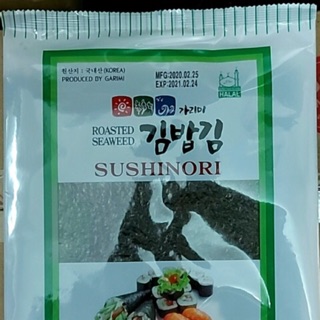 원산지 : 국내산(KOREA)
PRODUCED BY GARIMI
MFG:2020.02.25
EXP:2021.02.24
HALAL
가리미
ROASTED
SEAWEED
김밥김
SUSHINORI